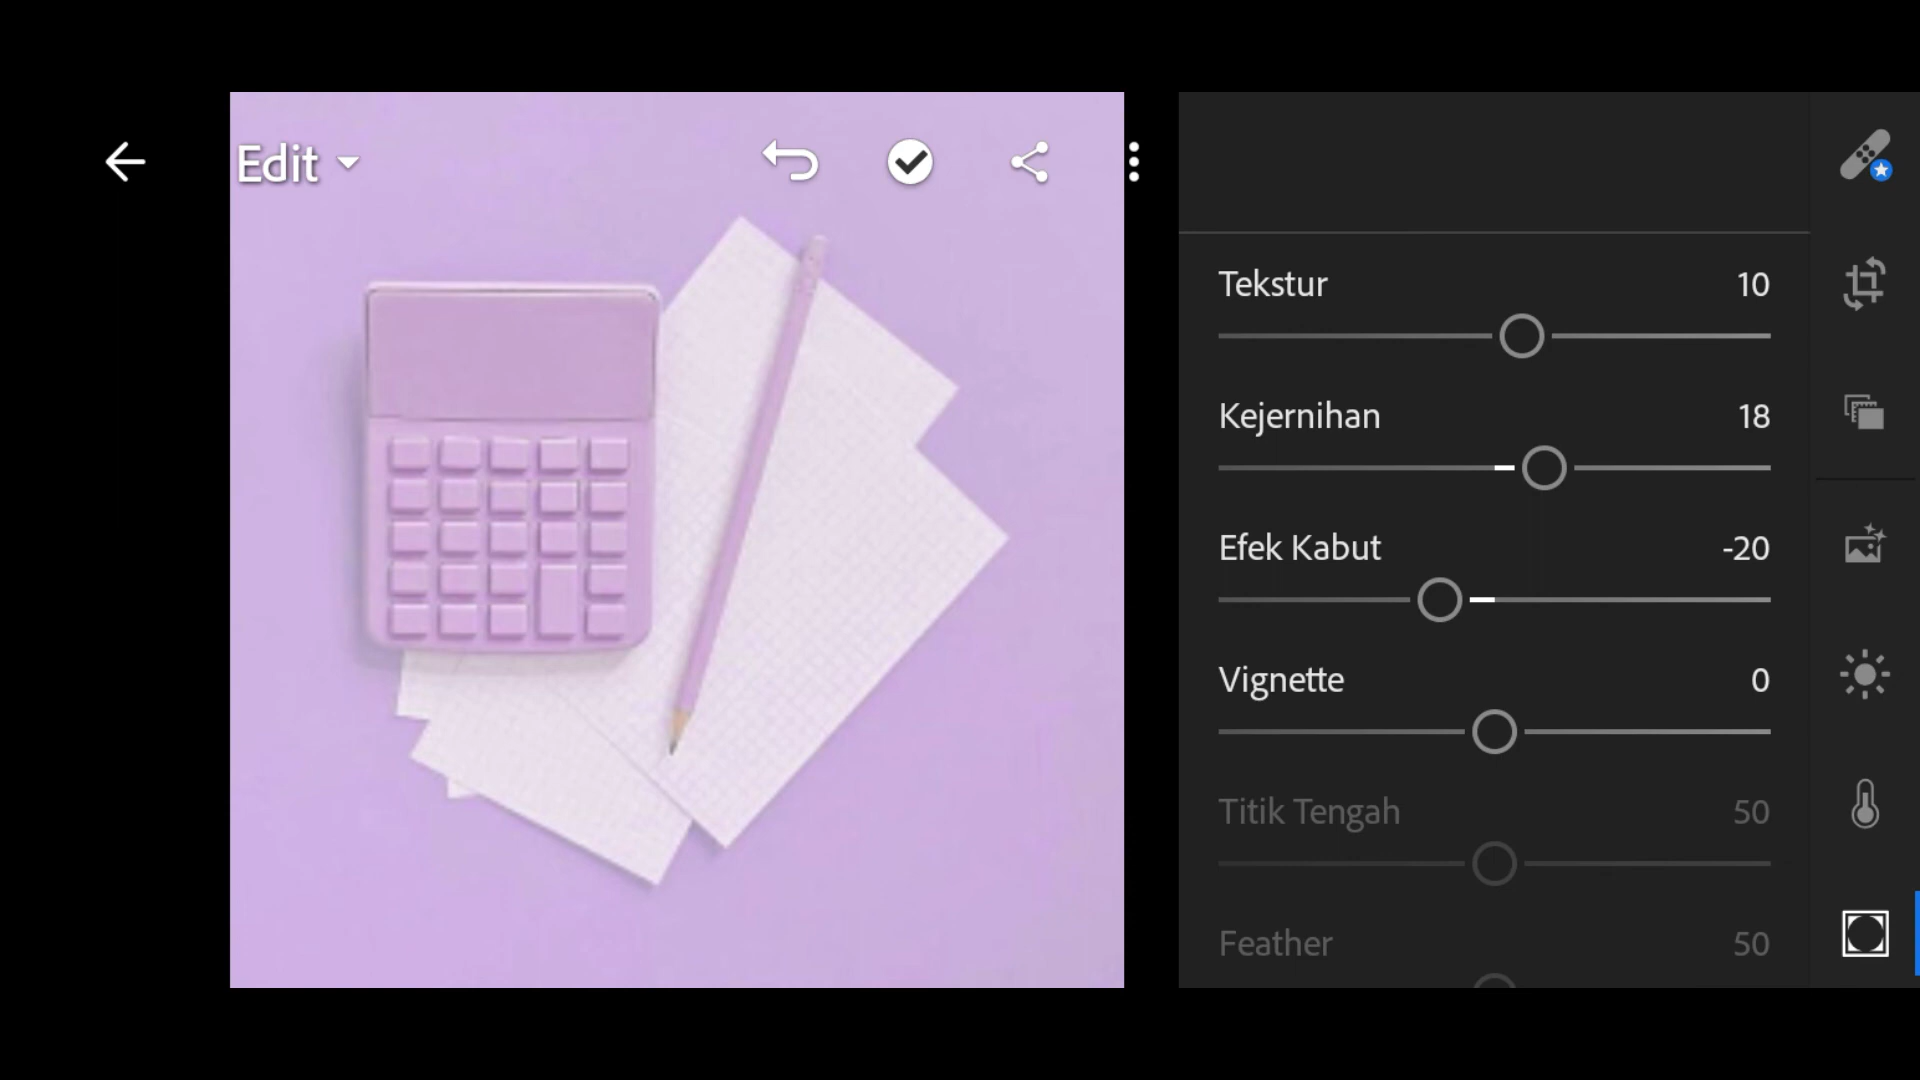 Edit
Tekstur 10
Kejernihan 18
Efek Kabut -20
Vignette 0
Titik Tengah 50
Feather 50